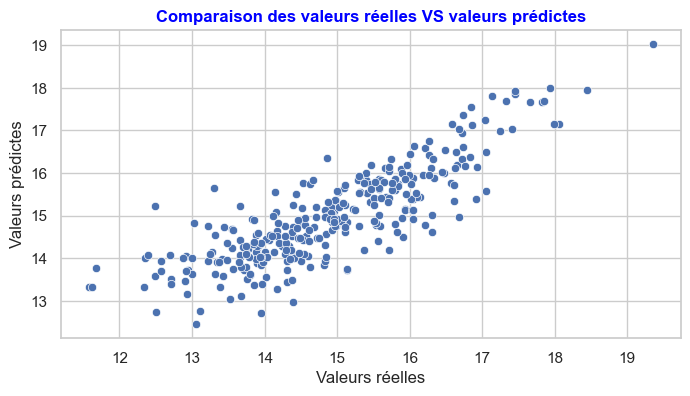 Comparaison des valeurs réelles VS valeurs prédictes
19
18
17
16
15
14
13
Valeurs prédictes
12 13 14 15 16 17 18 19
Valeurs réelles